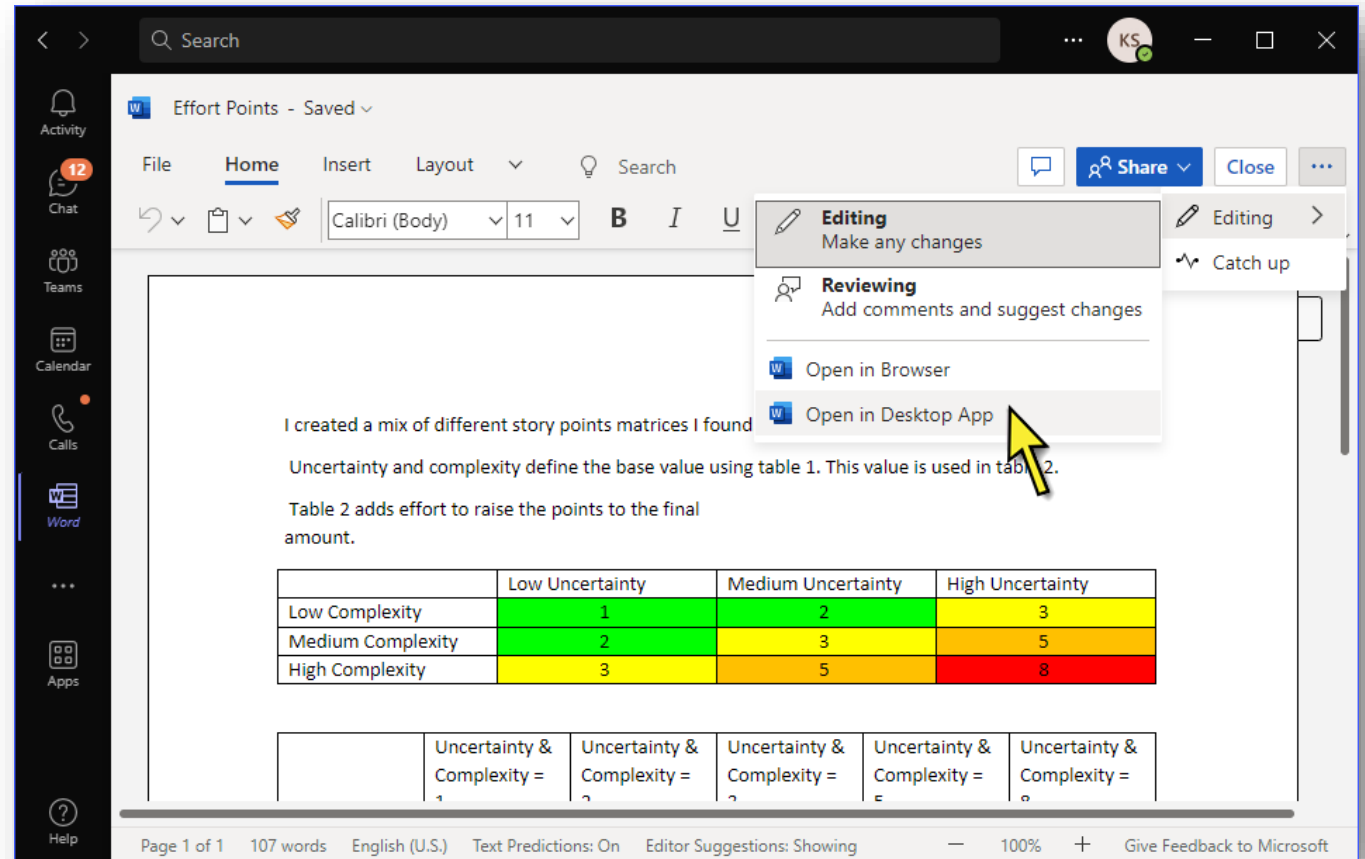 Search
KS
Activity
12
Chat
Teams
Calendar
Calls
Word
Apps
Help
Effort Points - Saved
File Home Insert Layout Search Share Close
Calibri (Body) 11 B I U
Editing
Make any changes
Reviewing
Add comments and suggest changes
Open in Browser
Open in Desktop App
Editing
Catch up
I created a mix of different story points matrices I found
Uncertainty and complexity define the base value using table 1. This value is used in table 2.
Table 2 adds effort to raise the points to the final
amount.
Low Uncertainty Medium Uncertainty High Uncertainty
Low Complexity 1 2 3
Medium Complexity 2 3 5
High Complexity 3 5 8
Uncertainty & Uncertainty & Uncertainty & Uncertainty & Uncertainty &
Complexity = Complexity = Complexity = Complexity = Complexity =
Page 1 of 1 107 words English (U.S.) Text Predictions: On Editor Suggestions: Showing 100% Give Feedback to Microsoft